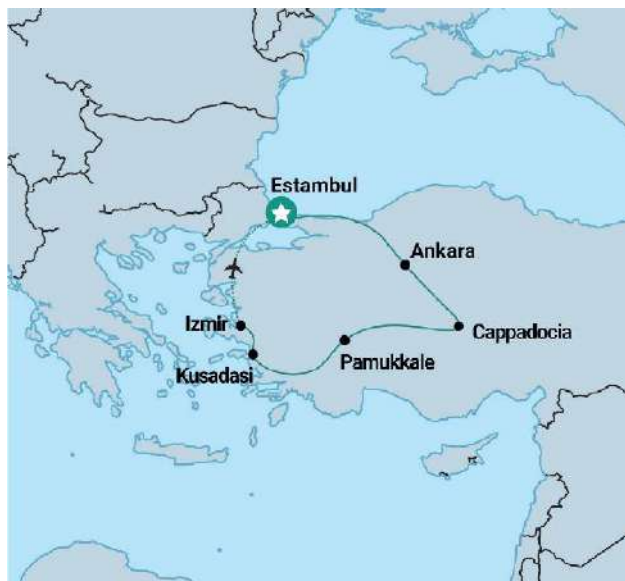 Estambul
Ankara
Izmir
Cappadocia
Kusadasi
Pamukkale